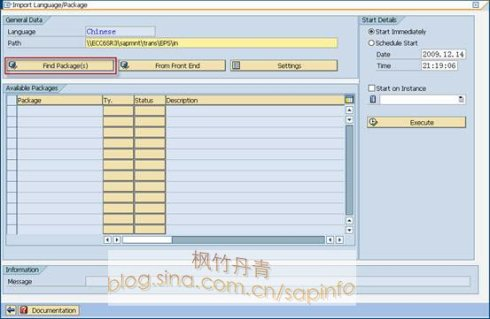 Import Language/Package
General Data
Language Chinese
Path \\ECC6SR3\sapmnt\trans\EPS\in
Find Package(s) From Front End Settings
Available Packages
Package Ty. Status Description
Information
Message
Documentation
Start Details
Start Immediately
Schedule Start
Date 2009.12.14
Time 21:19:06
Start on Instance
Execute
枫竹丹青
blog.sina.com.cn/sapinfo